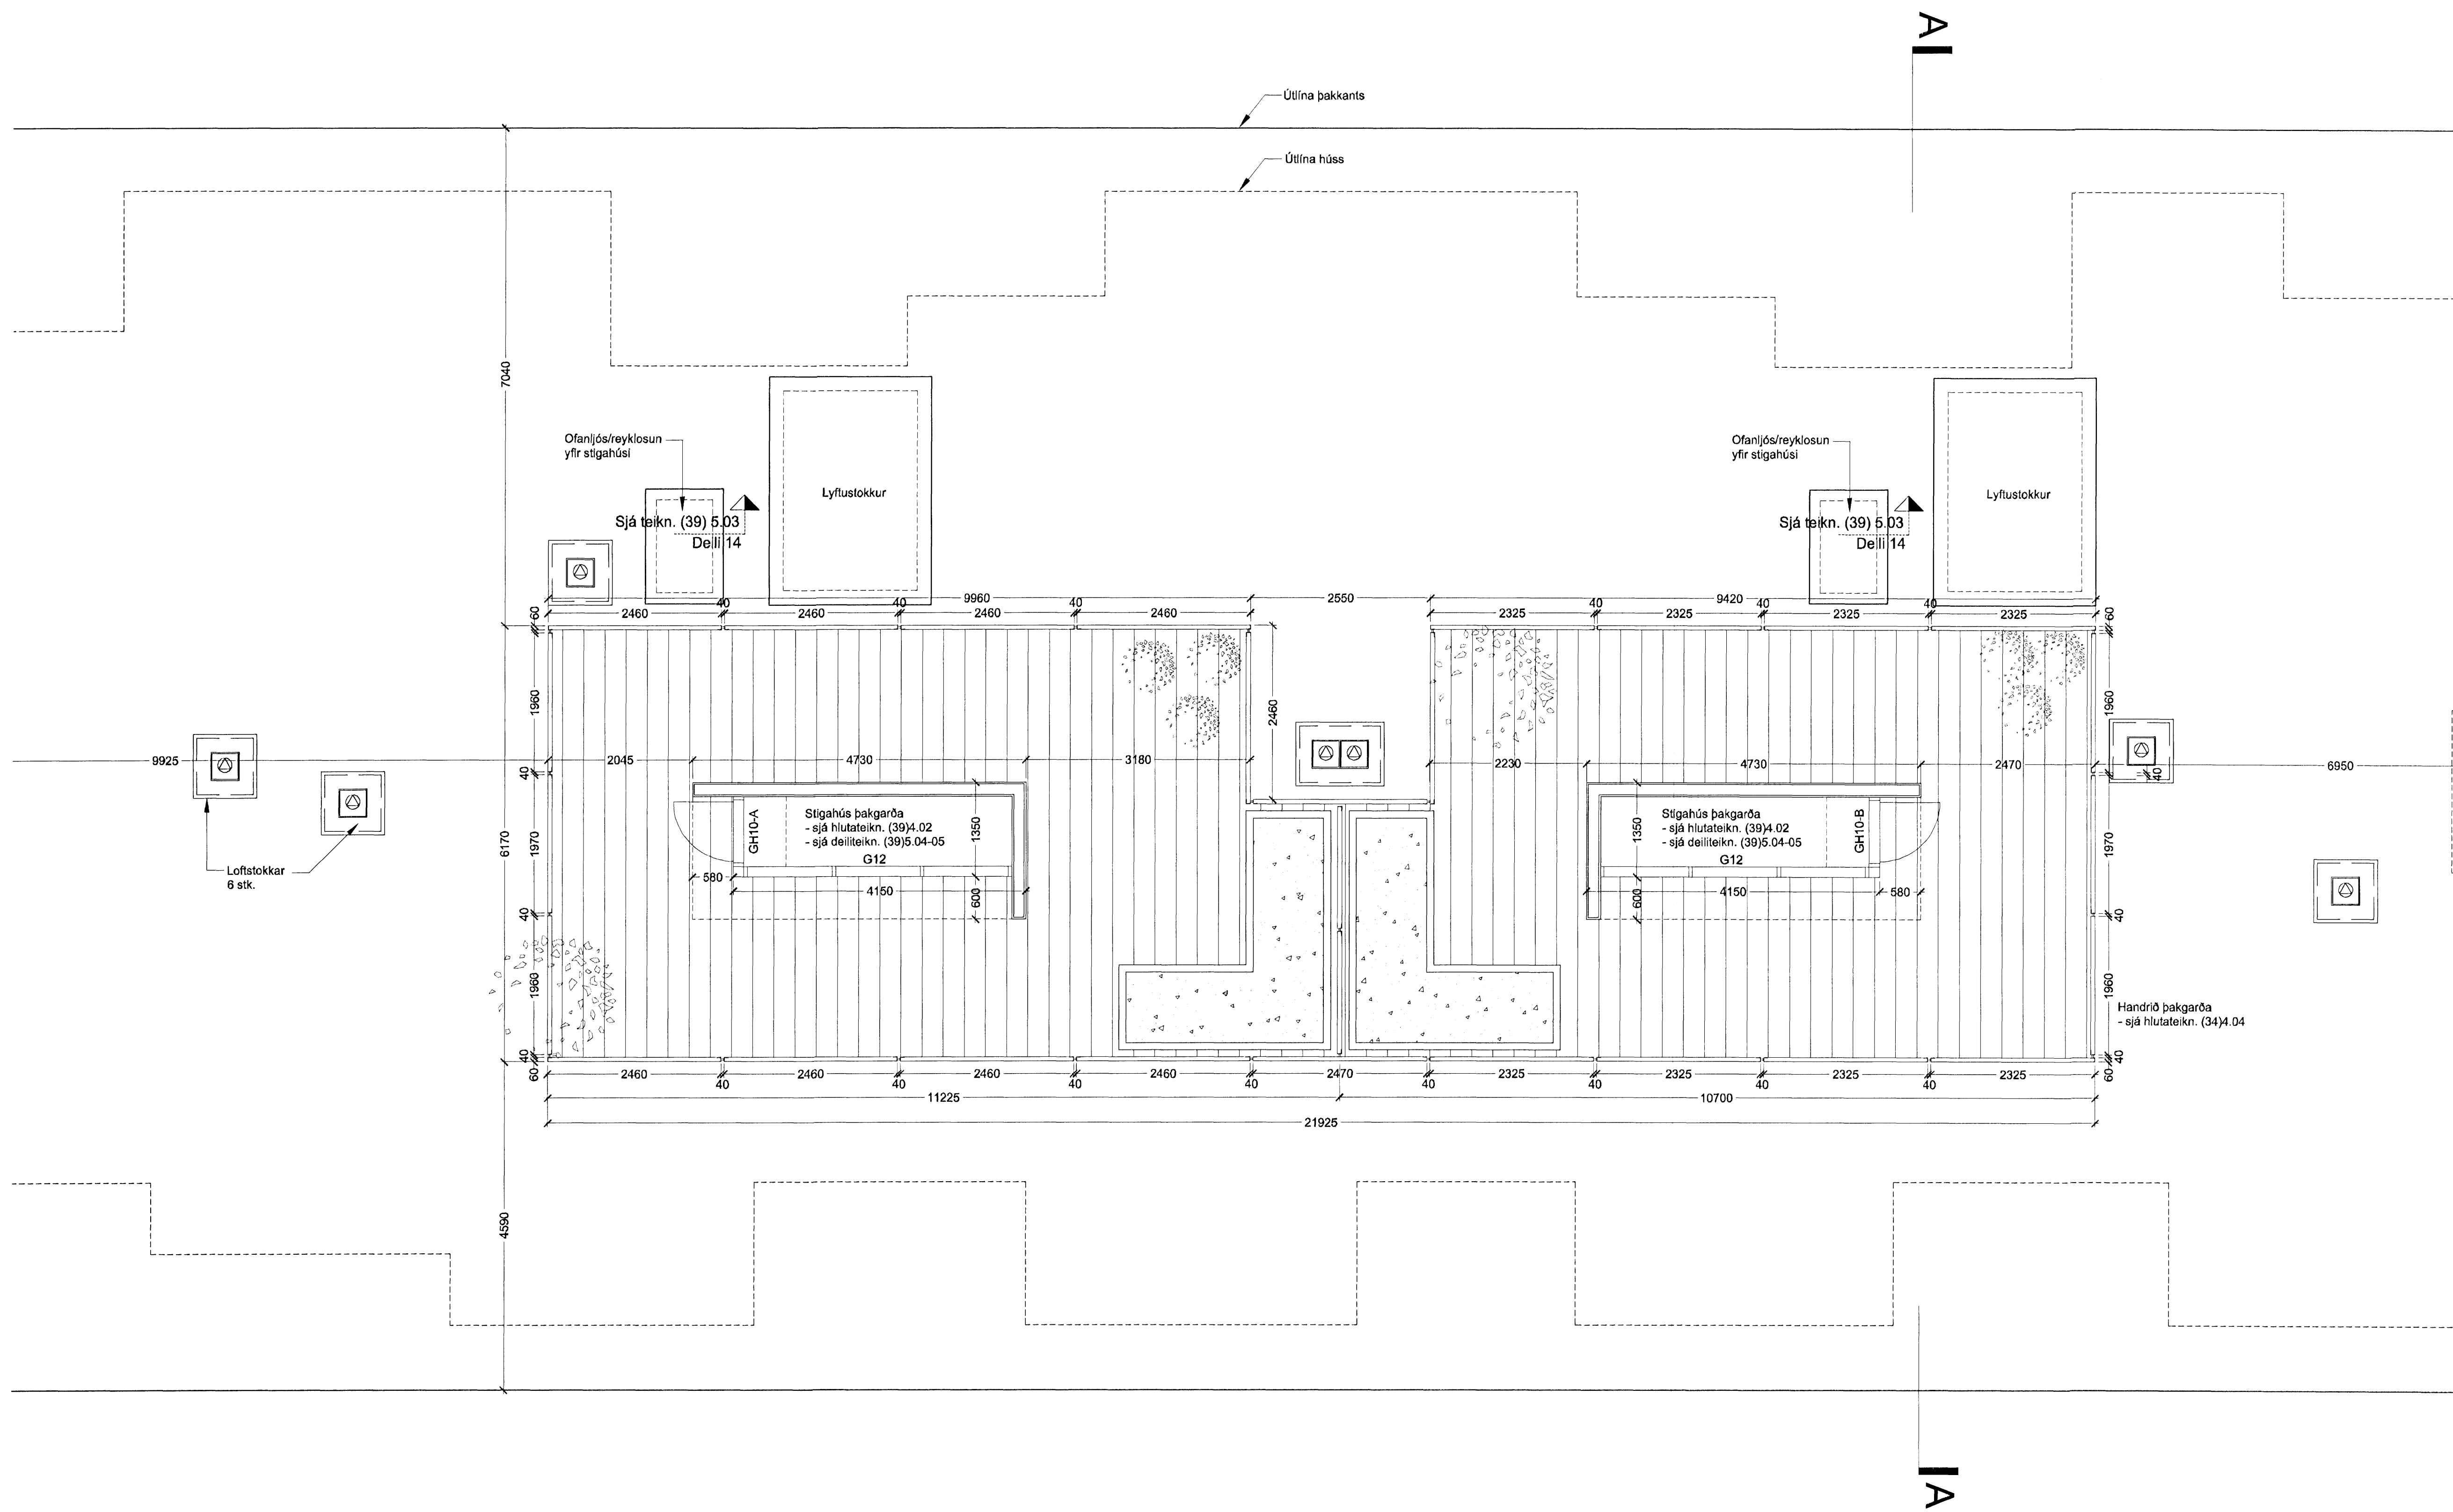 A
Útlína þakkants
Útlína húss
7040
Ofanljós/reyklosun
yfir stigahúsi
Lyftustokkur
Sjá teikn. (39) 5.03
Deili 14
Ofanljós/reyklosun
yfir stigahúsi
Lyftustokkur
Sjá teikn. (39) 5.03
Deili 14
9960
2550
9420
40
40
40
40
40
40
60
2460
2460
2460
2460
2325
2325
2325
2325
60
1960
2460
1960
9925
40
2045
4730
3180
2230
4730
2470
40
6950
6170
1970
GH10-A
Stigahús þakgarða
- sjá hlutateikn. (39)4.02
- sjá deiliteikn. (39)5.04-05
G12
1350
1350
Stigahús þakgarða
- sjá hlutateikn. (39)4.02
- sjá deiliteikn. (39)5.04-05
G12
GH10-B
1970
Loftstokkar
6 stk.
580
4150
600
600
4150
580
40
40
1960
1960
Handrið þakgarða
- sjá hlutateikn. (34)4.04
40
60
40
60
2460
2460
2460
2460
2470
2325
2325
2325
2325
40
40
40
40
40
40
40
40
11225
10700
21925
4590
A